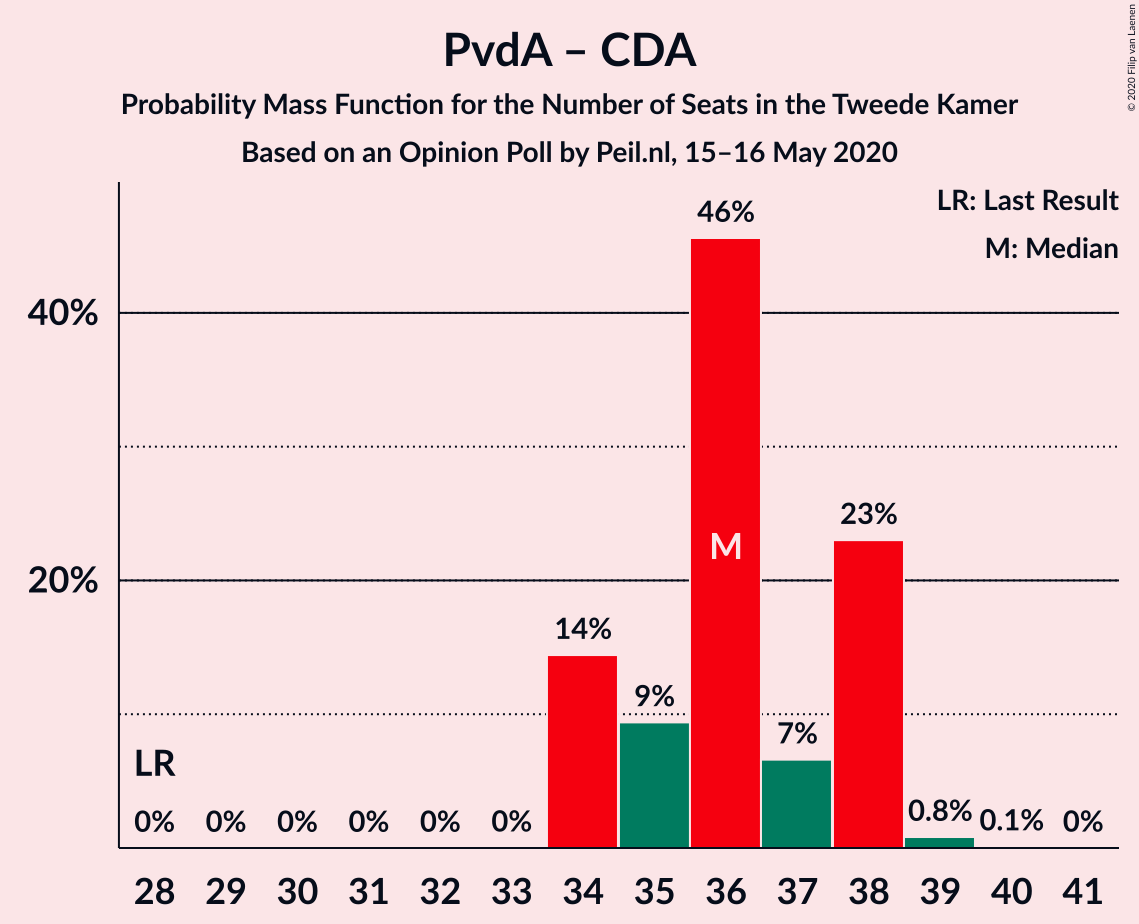 PvdA – CDA
Probability Mass Function for the Number of Seats in the Tweede Kamer
Based on an Opinion Poll by Peil.nl, 15–16 May 2020
© 2020 Filip van Laenen
LR: Last Result
M: Median
46%
40%
23%
M
20%
14%
9%
7%
LR
0% 0% 0% 0% 0% 0% 0.8% 0.1% 0%
28 29 30 31 32 33 34 35 36 37 38 39 40 41